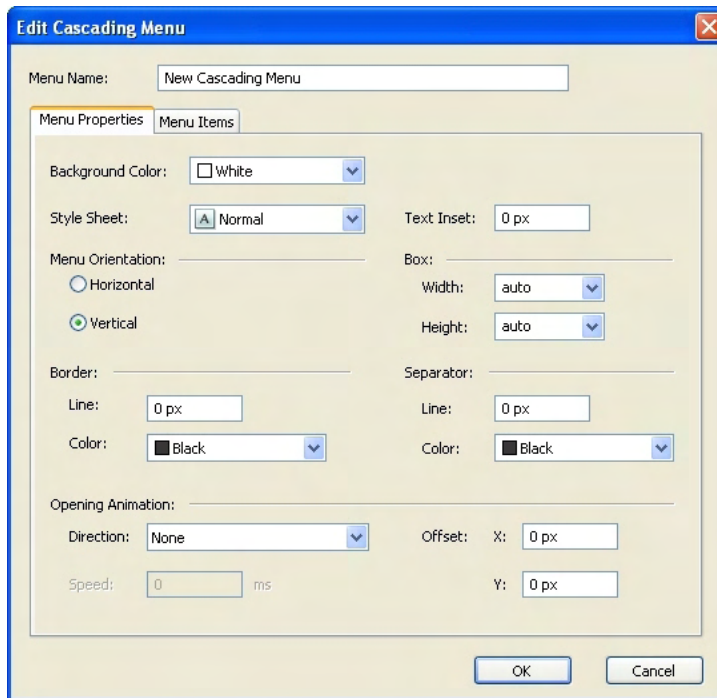 Edit Cascading Menu
Menu Name: New Cascading Menu
Menu Properties Menu Items
Background Color: White
Style Sheet: A Normal Text Inset: 0 px
Menu Orientation: Box:
Horizontal Width: auto
Vertical Height: auto
Border: Separator:
Line: 0 px Line: 0 px
Color: Black Color: Black
Opening Animation:
Direction: None Offset: X: 0 px
Speed: 0 ms Y: 0 px
OK Cancel